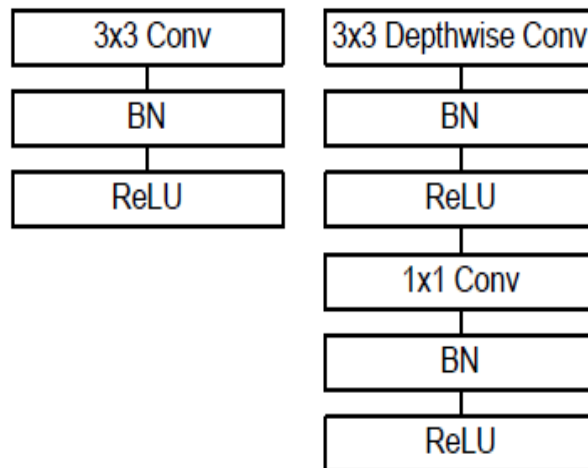 3x3 Conv
BN
ReLU
3x3 Depthwise Conv
BN
ReLU
1x1 Conv
BN
ReLU